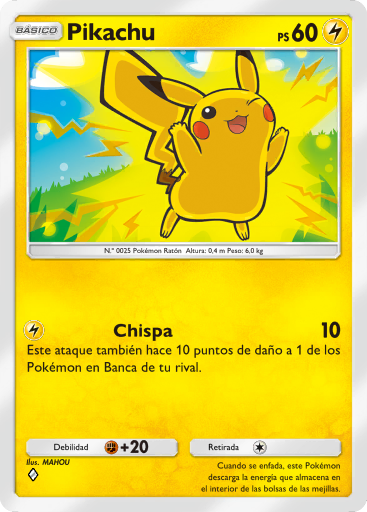 BÁSICO Pikachu PS 60
N.º 0025 Pokémon Ratón Altura: 0,4 m Peso: 6,0 kg
Chispa 10
Este ataque también hace 10 puntos de daño a 1 de los
Pokémon en Banca de tu rival.
Debilidad +20 Retirada
Ilus. MAHOU
Cuando se enfada, este Pokémon
descarga la energía que almacena en
el interior de las bolsas de las mejillas.